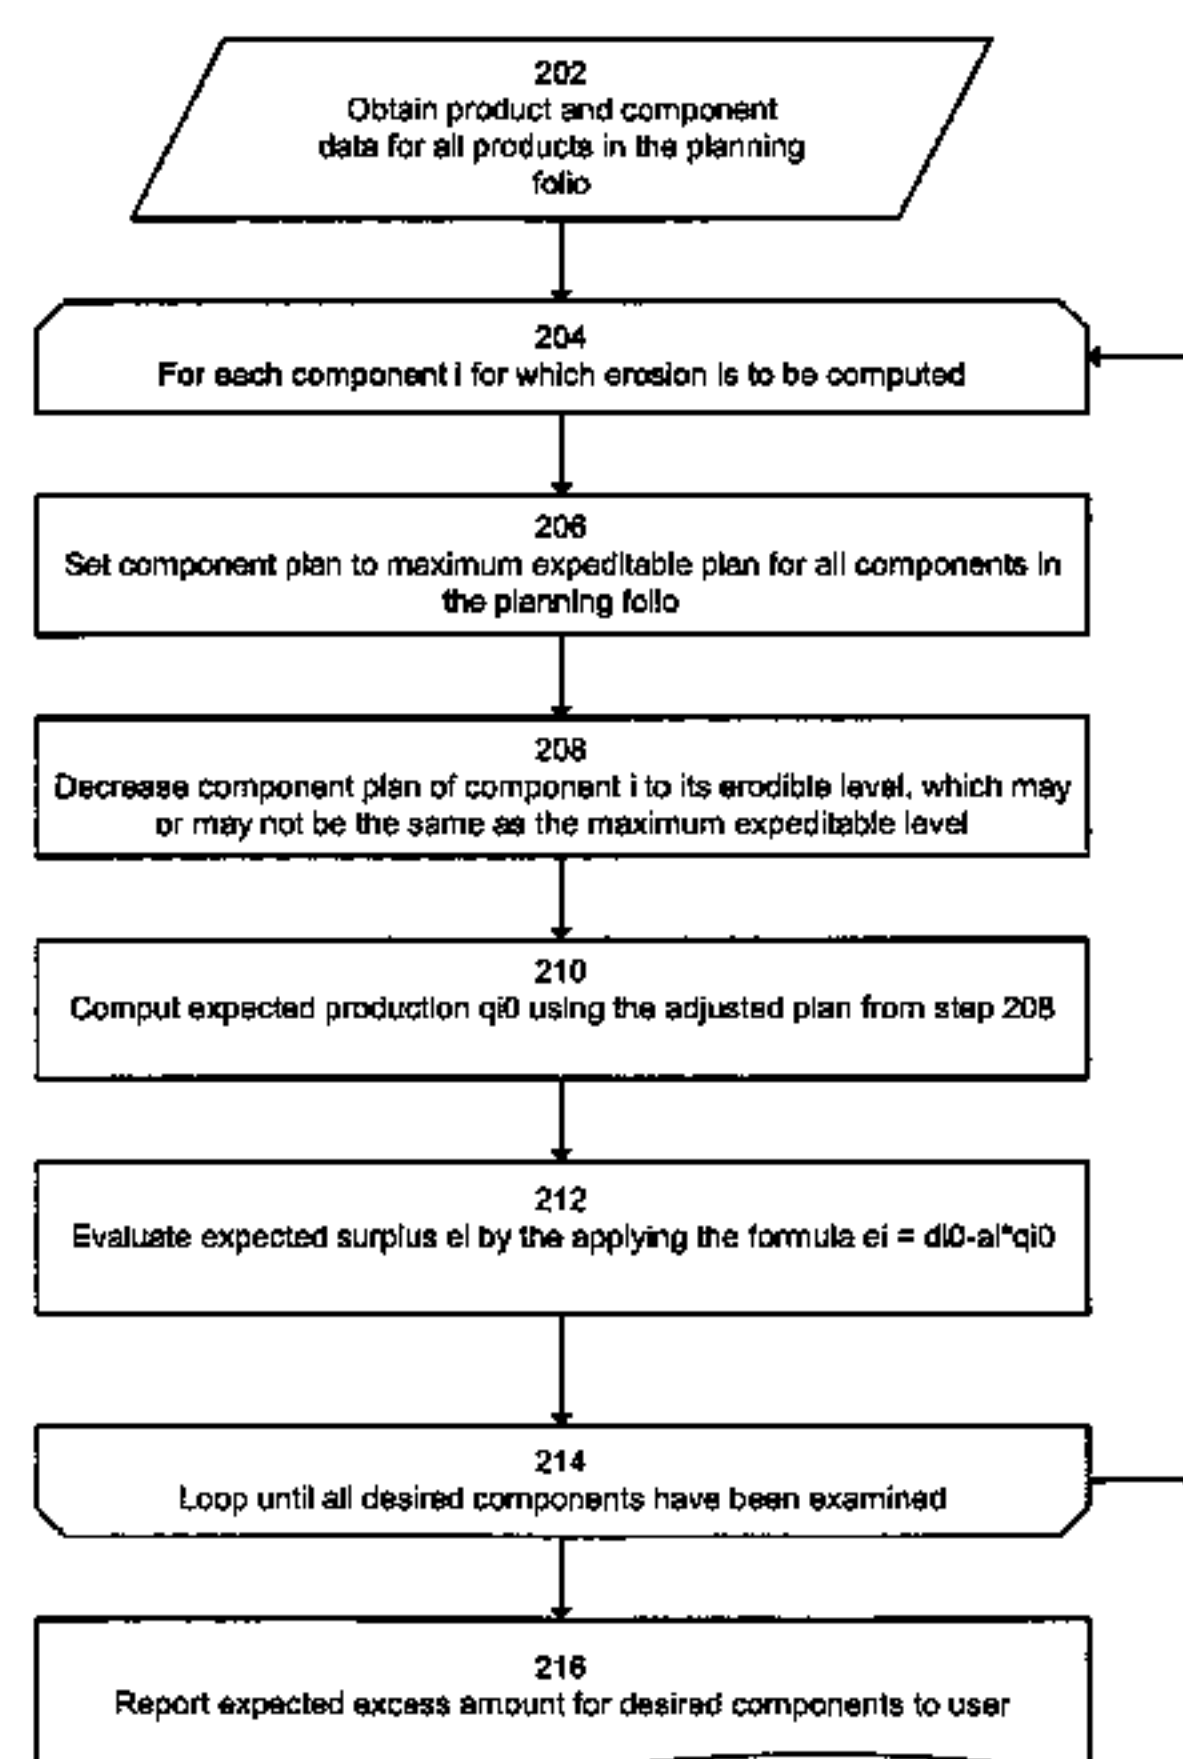 202
Obtain product and component
data for all products in the planning
folio
204
For each component i for which erosion is to be computed
206
Set component plan to maximum expeditable plan for all components in
the planning folio
208
Decrease component plan of component i to its erodible level, which may
or may not be the same as the maximum expeditable level
210
Comput expected production qi0 using the adjusted plan from step 208
212
Evaluate expected surplus ei by the applying the formula ei = di0-ai*qi0
214
Loop until all desired components have been examined
216
Report expected excess amount for desired components to user